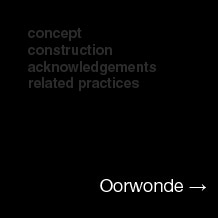 concept
construction
acknowledgements
related practices
Oorwonde →